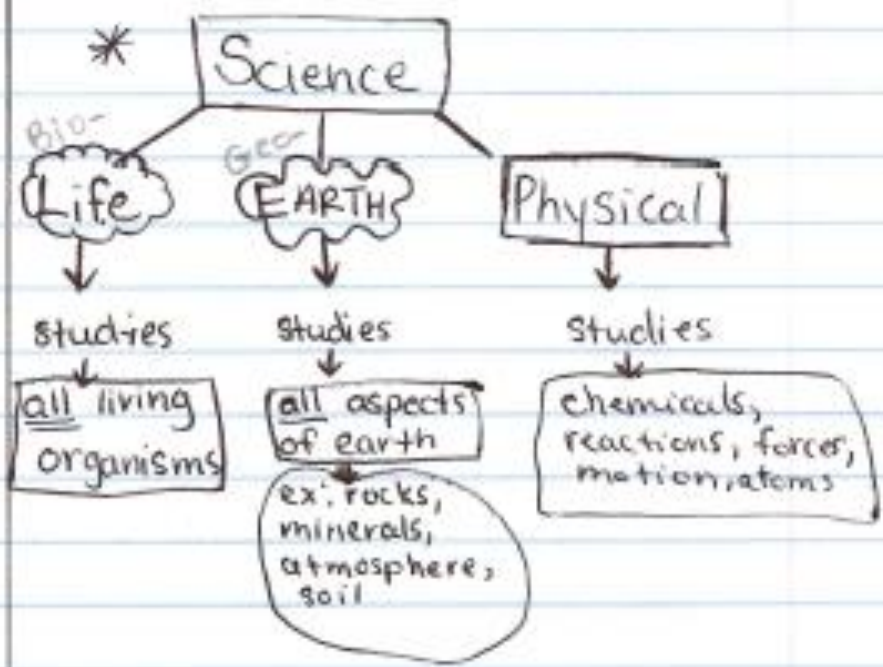 *
Science
Bio-
Life
Geo-
EARTH
Physical
studies
studies
studies
all living
organisms
all aspects
of earth
ex: rocks,
minerals,
atmosphere,
soil
chemicals,
reactions, forces,
motion, atoms